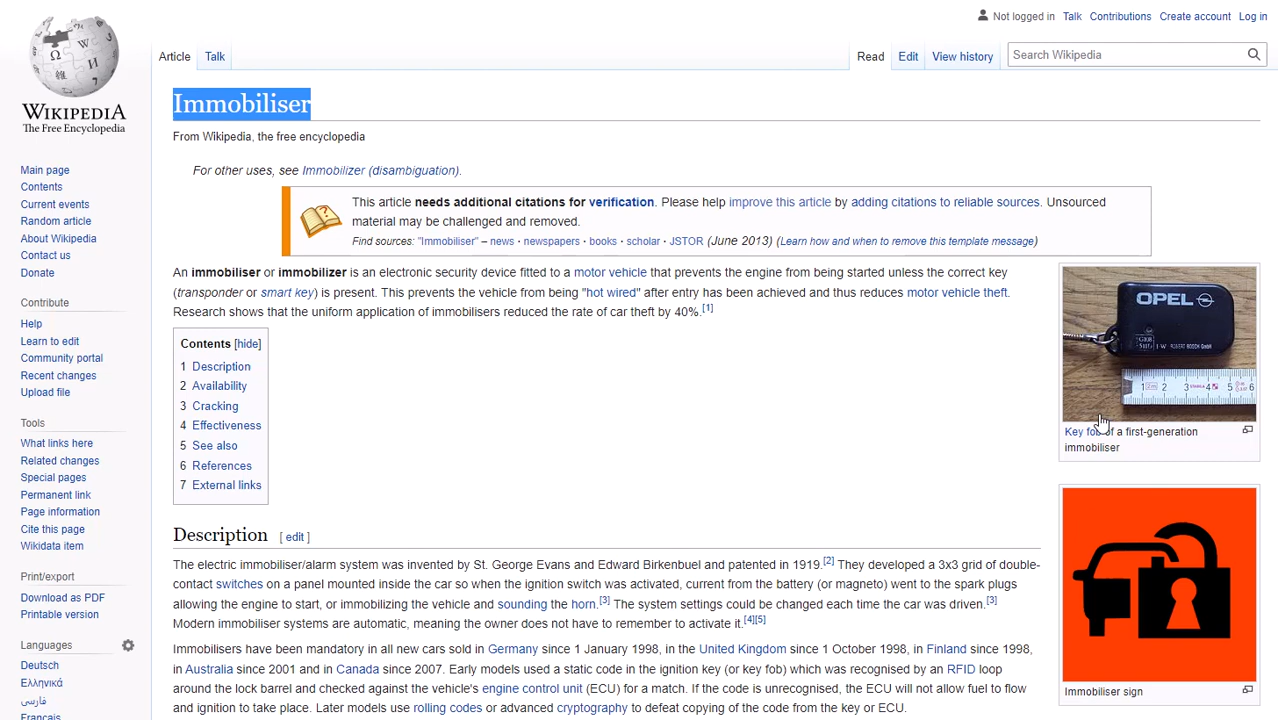 Not logged in Talk Contributions Create account Log in
Article Talk Read Edit View history Search Wikipedia
WIKIPEDIA
The Free Encyclopedia
Main page
Contents
Current events
Random article
About Wikipedia
Contact us
Donate
Contribute
Help
Learn to edit
Community portal
Recent changes
Upload file
Tools
What links here
Related changes
Special pages
Permanent link
Page information
Cite this page
Wikidata item
Print/export
Download as PDF
Printable version
Languages
Deutsch
Ελληνικά
فارسی
Français
Immobiliser
From Wikipedia, the free encyclopedia
For other uses, see Immobilizer (disambiguation).
This article needs additional citations for verification. Please help improve this article by adding citations to reliable sources. Unsourced
material may be challenged and removed.
Find sources: "Immobiliser" – news · newspapers · books · scholar · JSTOR (June 2013) (Learn how and when to remove this template message)
An immobiliser or immobilizer is an electronic security device fitted to a motor vehicle that prevents the engine from being started unless the correct key
(transponder or smart key) is present. This prevents the vehicle from being "hot wired" after entry has been achieved and thus reduces motor vehicle theft.
Research shows that the uniform application of immobilisers reduced the rate of car theft by 40%.[1]
Contents [hide]
1 Description
2 Availability
3 Cracking
4 Effectiveness
5 See also
6 References
7 External links
Description [ edit ]
The electric immobiliser/alarm system was invented by St. George Evans and Edward Birkenbuel and patented in 1919.[2] They developed a 3x3 grid of double-
contact switches on a panel mounted inside the car so when the ignition switch was activated, current from the battery (or magneto) went to the spark plugs
allowing the engine to start, or immobilizing the vehicle and sounding the horn.[3] The system settings could be changed each time the car was driven.[3]
Modern immobiliser systems are automatic, meaning the owner does not have to remember to activate it.[4][5]
Immobilisers have been mandatory in all new cars sold in Germany since 1 January 1998, in the United Kingdom since 1 October 1998, in Finland since 1998,
in Australia since 2001 and in Canada since 2007. Early models used a static code in the ignition key (or key fob) which was recognised by an RFID loop
around the lock barrel and checked against the vehicle's engine control unit (ECU) for a match. If the code is unrecognised, the ECU will not allow fuel to flow
and ignition to take place. Later models use rolling codes or advanced cryptography to defeat copying of the code from the key or ECU.
OPEL
ROBERT BOSCH GmbH
1 2 3 4 5 6
Key fob of a first-generation
immobiliser
Immobiliser sign